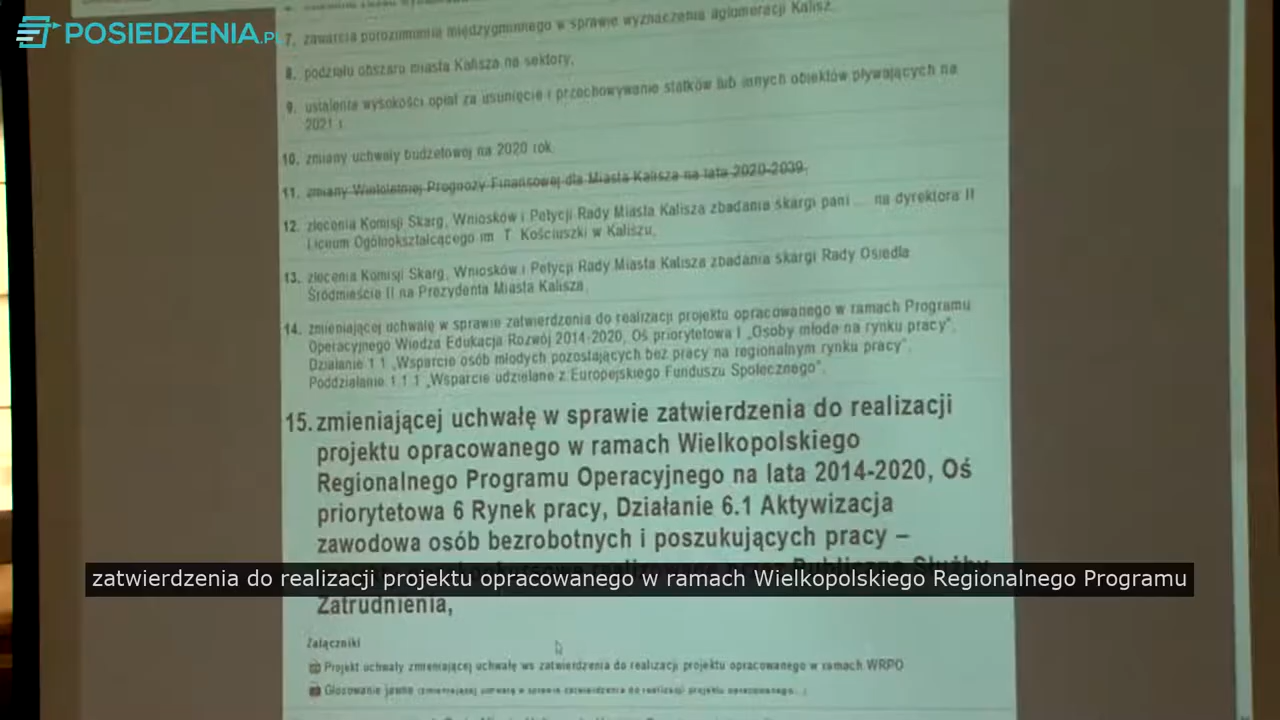 POSIEDZENIA.PL
7. zawarcia porozumienia międzygminnego w sprawie wyznaczenia aglomeracji Kalisz,
8. podziału obszaru miasta Kalisza na sektory,
9. ustalenia wysokości opłat za usunięcie i przechowywanie statków lub innych obiektów pływających na
2021 r.
10. zmiany uchwały budżetowej na 2020 rok,
11. zmiany Wieloletniej Prognozy Finansowej dla Miasta Kalisza na lata 2020-2039,
12. zlecenia Komisji Skarg, Wniosków i Petycji Rady Miasta Kalisza zbadania skargi pani ... na dyrektora II
Liceum Ogólnokształcącego im. T. Kościuszki w Kaliszu,
13. zlecenia Komisji Skarg, Wniosków i Petycji Rady Miasta Kalisza zbadania skargi Rady Osiedla
Śródmieście II na Prezydenta Miasta Kalisza,
14. zmieniającej uchwałę w sprawie zatwierdzenia do realizacji projektu opracowanego w ramach Programu
Operacyjnego Wiedza Edukacja Rozwój 2014-2020, Oś priorytetowa I „Osoby młode na rynku pracy”,
Działanie 1.1 „Wsparcie osób młodych pozostających bez pracy na regionalnym rynku pracy”,
Poddziałanie 1.1.1 „Wsparcie udzielane z Europejskiego Funduszu Społecznego”,
15. zmieniającej uchwałę w sprawie zatwierdzenia do realizacji
projektu opracowanego w ramach Wielkopolskiego
Regionalnego Programu Operacyjnego na lata 2014-2020, Oś
priorytetowa 6 Rynek pracy, Działanie 6.1 Aktywizacja
zawodowa osób bezrobotnych i poszukujących pracy –
zatwierdzenia do realizacji projektu opracowanego w ramach Wielkopolskiego Regionalnego Programu
Zatrudnienia,
Załączniki
Projekt uchwały zmieniającej uchwałę ws zatwierdzenia do realizacji projektu opracowanego w ramach WRPO
Głosowanie jawne (zmieniającej uchwałę w sprawie zatwierdzenia do realizacji projektu opracowanego...)